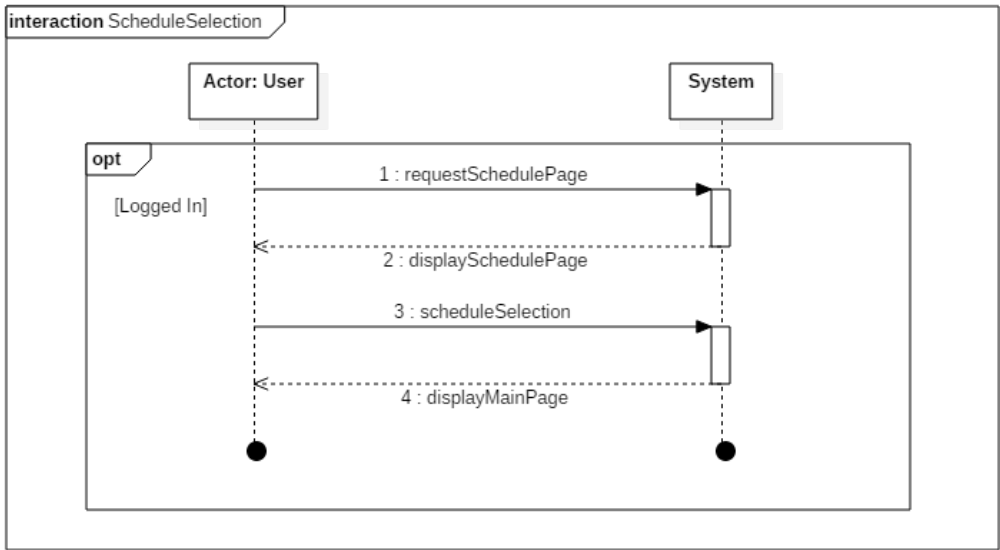 interaction ScheduleSelection
Actor: User
System
opt
1 : requestSchedulePage
[Logged In]
2 : displaySchedulePage
3 : scheduleSelection
4 : displayMainPage